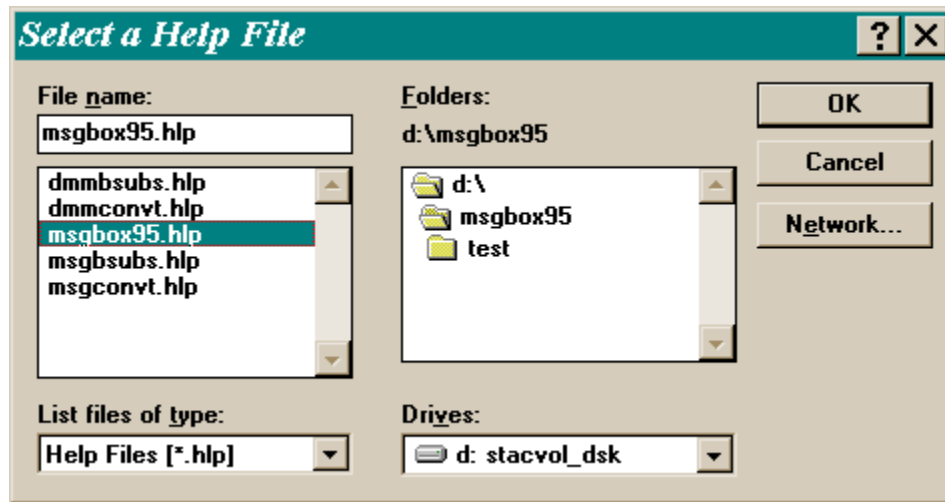 Select a Help File
File name:
msgbox95.hlp
dmmbsubs.hlp
dmmconvt.hlp
msgbox95.hlp
msgbsubs.hlp
msgconvt.hlp
List files of type:
Help Files [*.hlp]
Folders:
d:\msgbox95
d:\
msgbox95
test
Drives:
d: stacvol_dsk
OK
Cancel
Network...